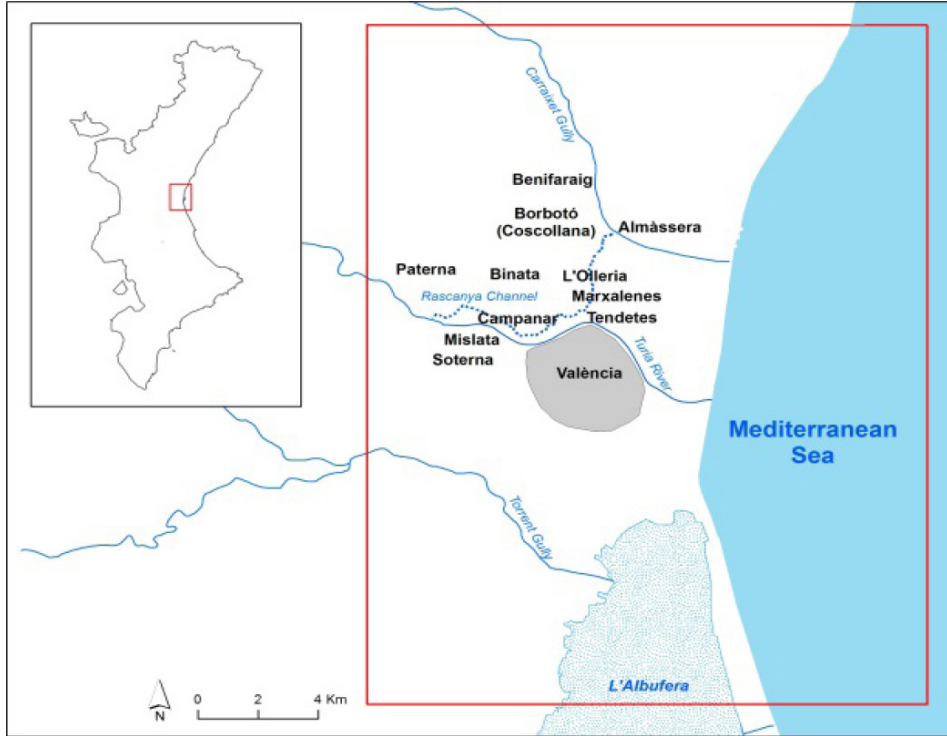 Carraixet Gully
Benifaraig
Borbotó
(Coscollana)
Almàssera
Paterna
Binata
L'Olleria
Rascanya Channel
Marxalenes
Campanar
Tendetes
Mislata
Soterna
València
Turia River
Mediterranean
Sea
Torrent Gully
L'Albufera
N
0 2 4 Km